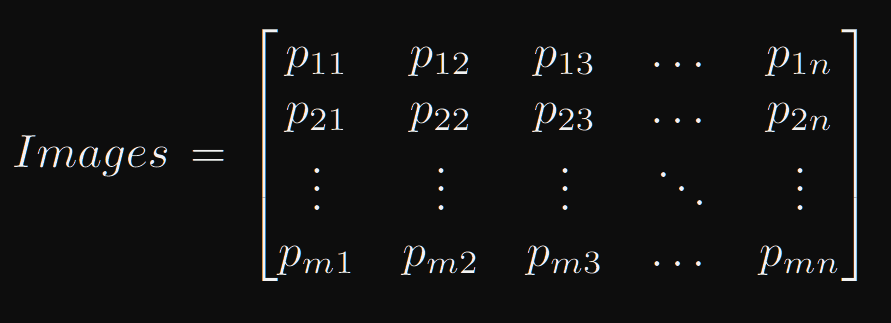 Images = [ p₁₁ p₁₂ p₁₃ … p₁ₙ
p₂₁ p₂₂ p₂₃ … p₂ₙ
⋮ ⋮ ⋮ ⋱ ⋮
pₘ₁ pₘ₂ pₘ₃ … pₘₙ ]